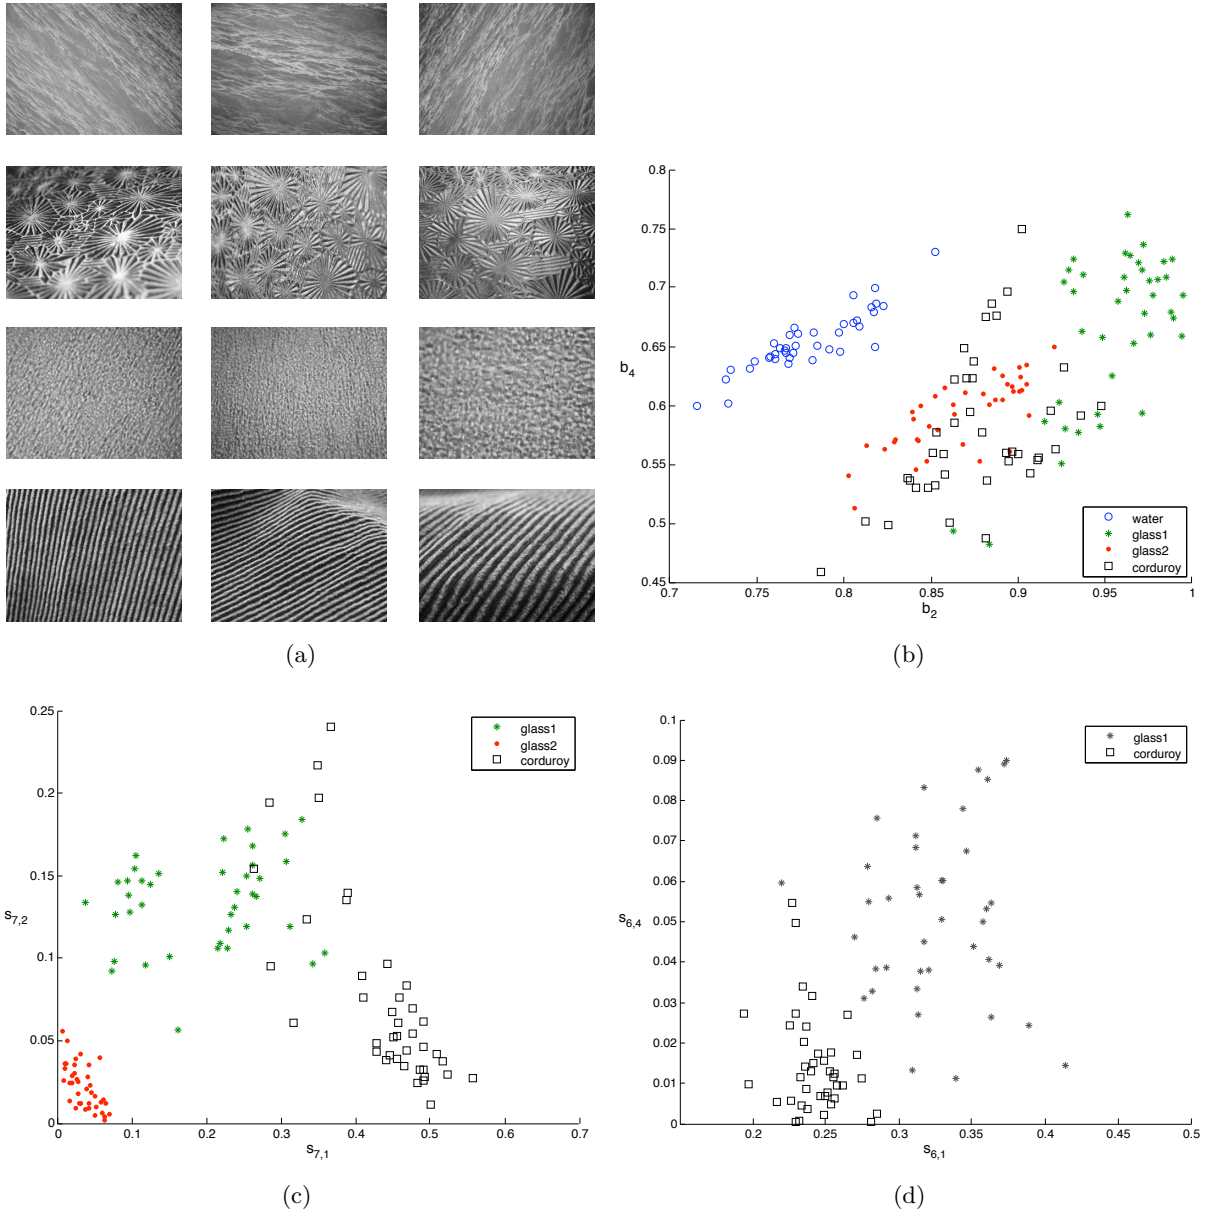 (a)
0.8
0.75
0.7
0.65
b4
0.6
0.55
0.5
0.45
0.7 0.75 0.8 0.85 0.9 0.95 1
b2
water
glass1
glass2
corduroy
(b)
0.25
0.2
0.15
s7,2
0.1
0.05
0
0 0.1 0.2 0.3 0.4 0.5 0.6 0.7
s7,1
glass1
glass2
corduroy
(c)
0.1
0.09
0.08
0.07
0.06
0.05
s6,4
0.04
0.03
0.02
0.01
0
0.2 0.25 0.3 0.35 0.4 0.45 0.5
s6,1
glass1
corduroy
(d)